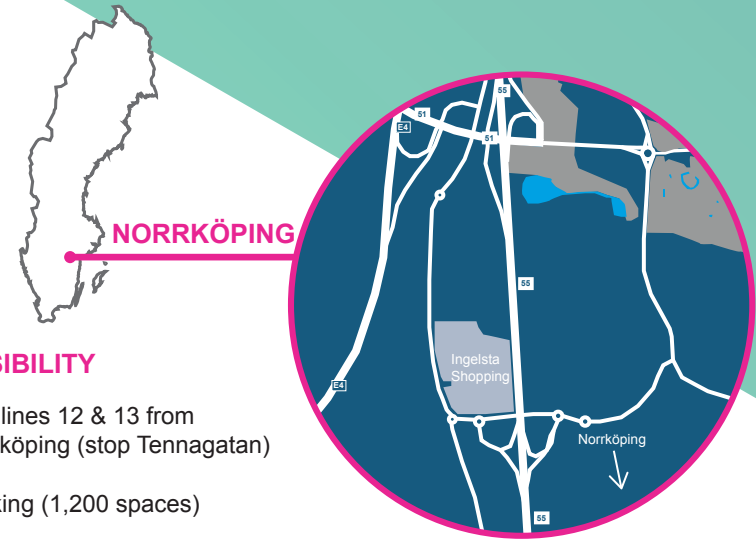 NORRKÖPING
SIBILITY
lines 12 & 13 from
köping (stop Tennagatan)
king (1,200 spaces)
55
51
E4
51
55
Ingelsta
Shopping
E4
Norrköping
55